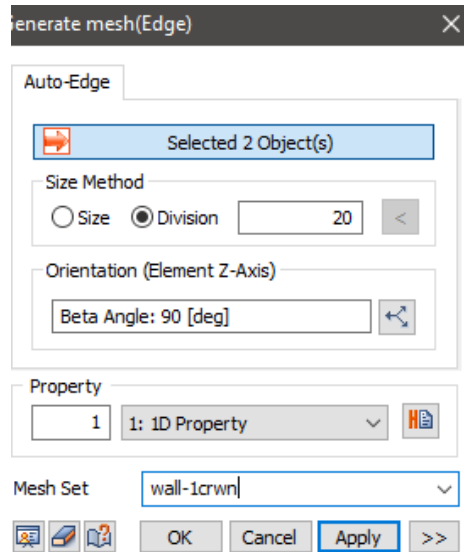 enerate mesh(Edge)
Auto-Edge
Selected 2 Object(s)
Size Method
Size Division 20 <
Orientation (Element Z-Axis)
Beta Angle: 90 [deg]
Property
1 1: 1D Property
Mesh Set wall-1crwn
OK Cancel Apply >>